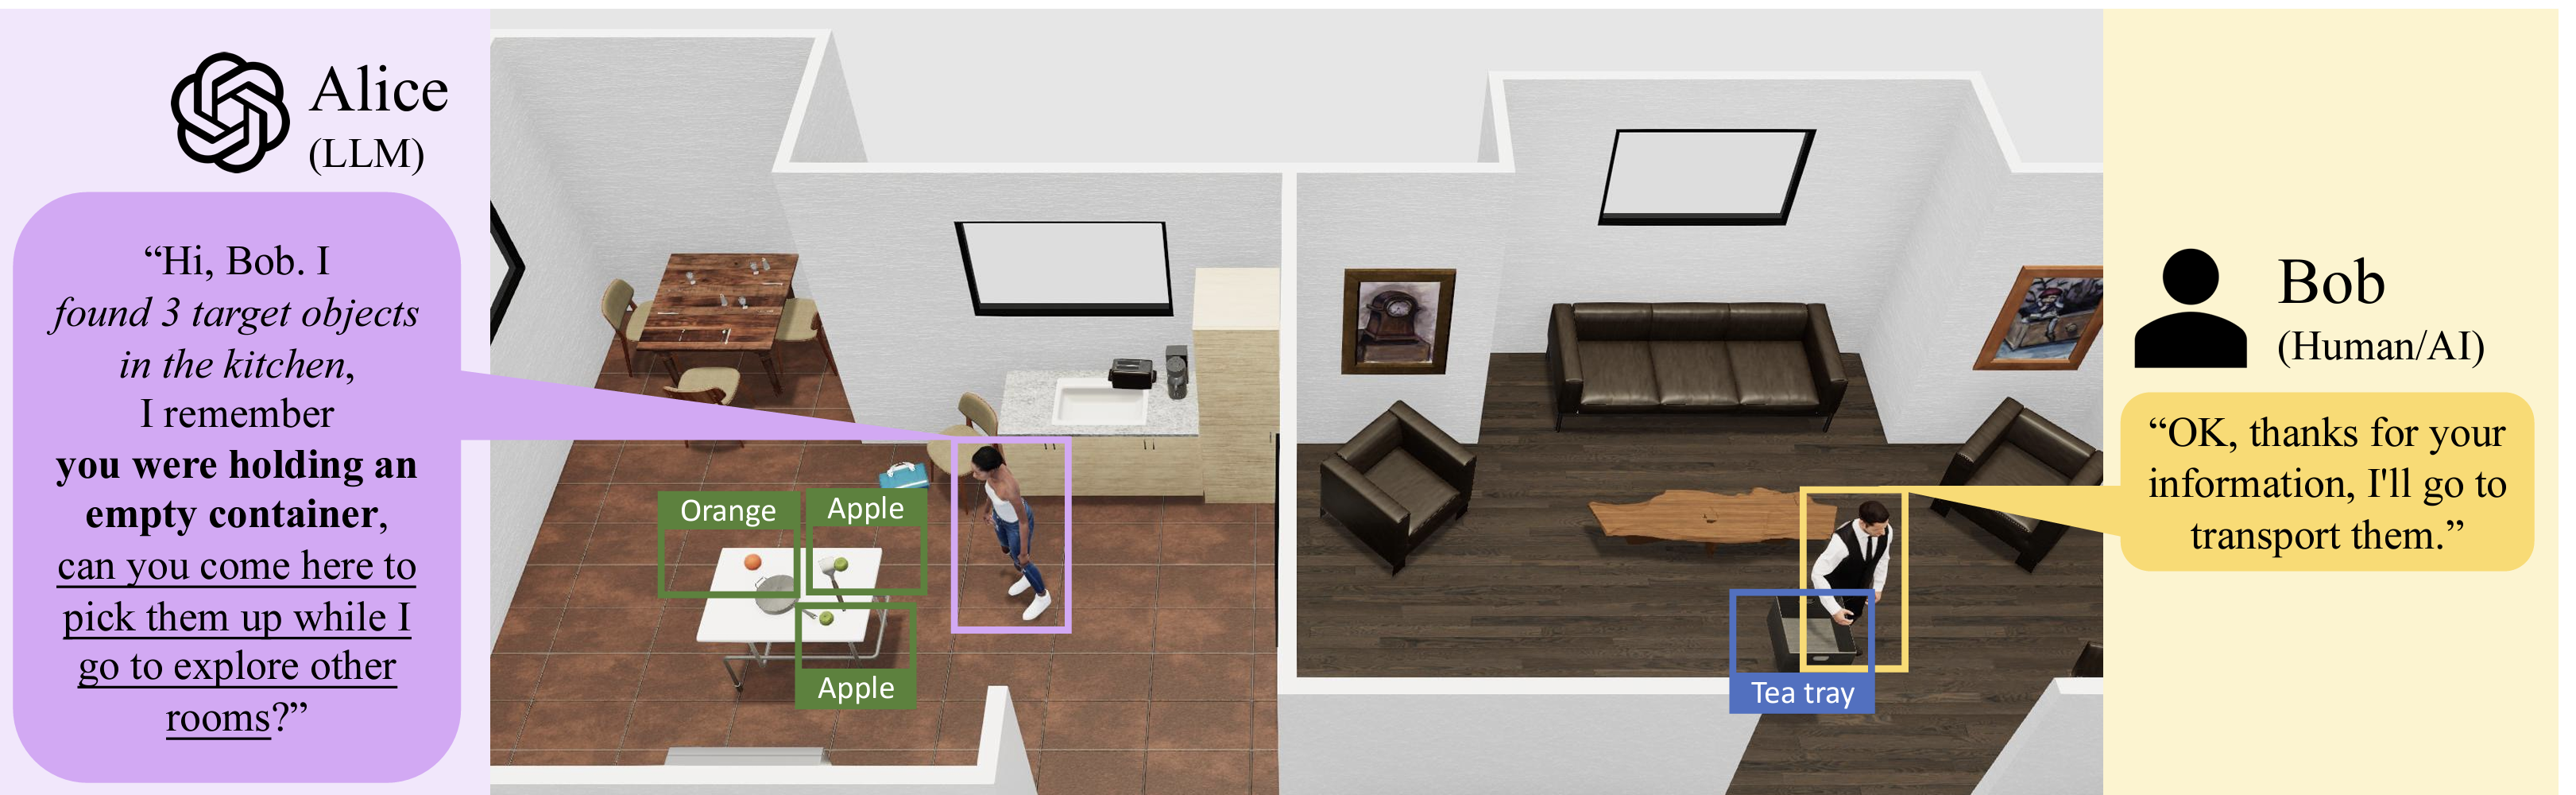 Alice
(LLM)
“Hi, Bob. I
found 3 target objects
in the kitchen,
I remember
you were holding an
empty container,
can you come here to
pick them up while I
go to explore other
rooms?”
Orange
Apple
Apple
Tea tray
Bob
(Human/AI)
“OK, thanks for your
information, I'll go to
transport them.”